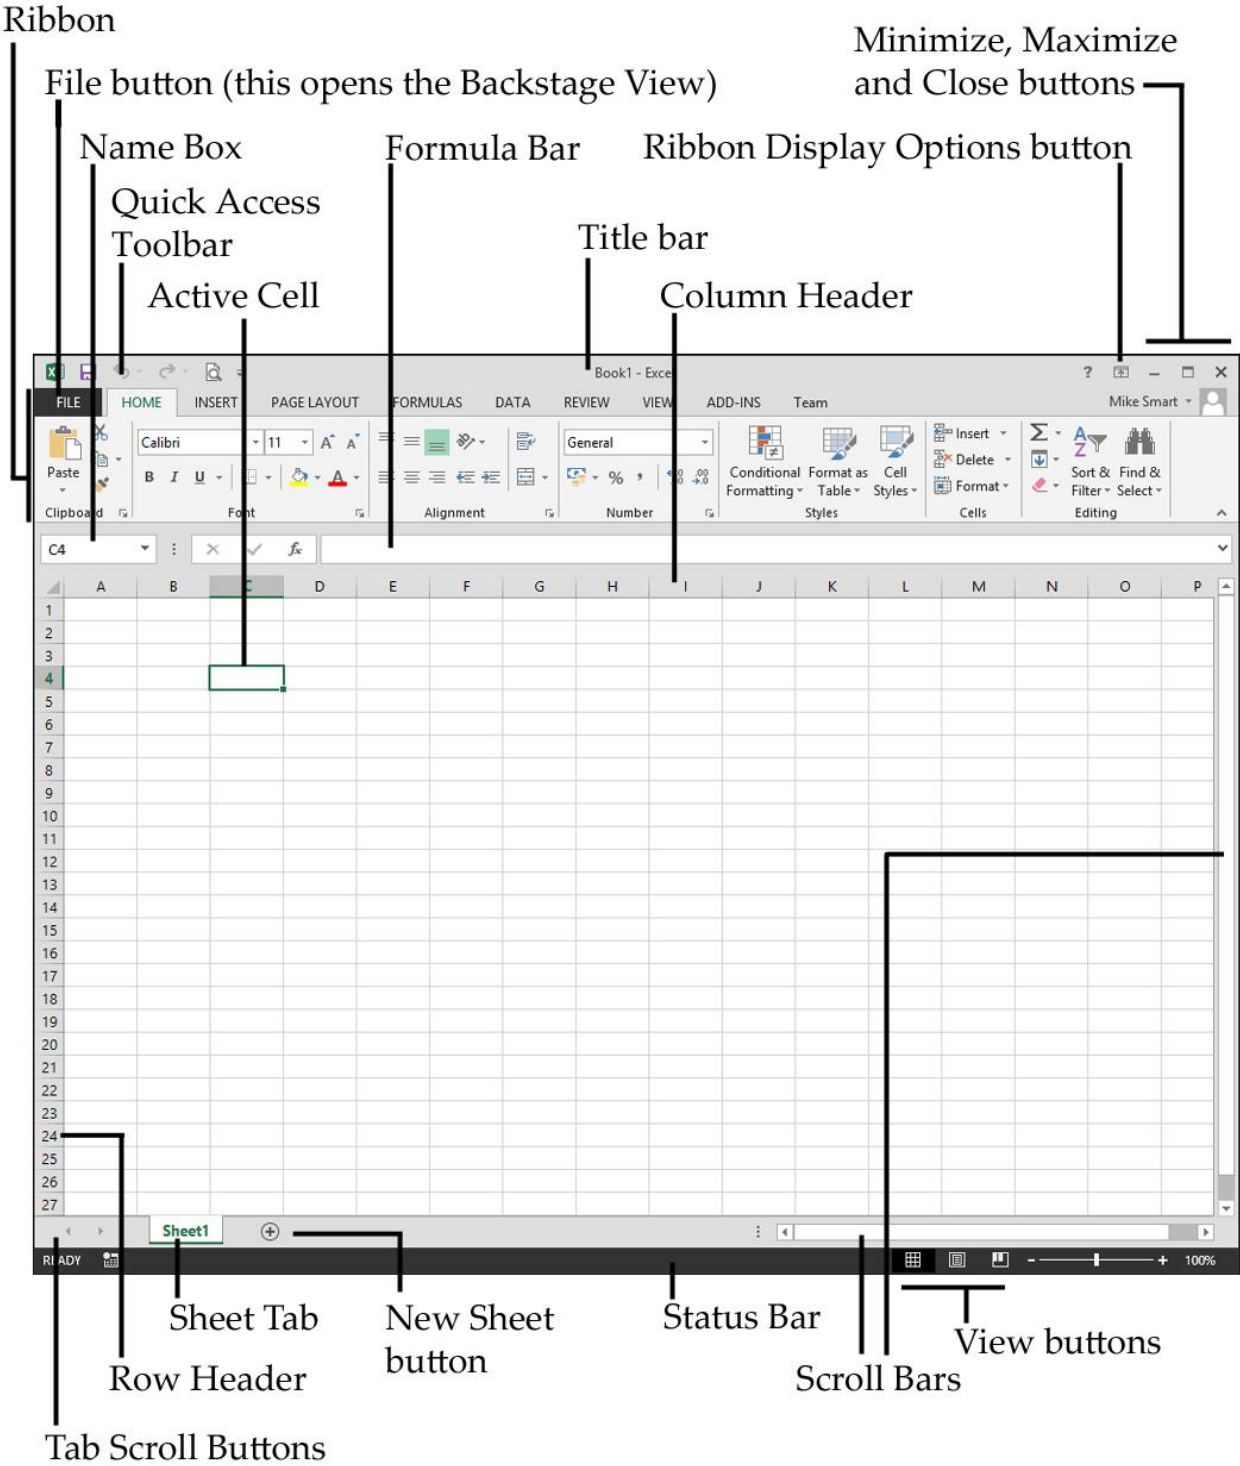 Ribbon
Minimize, Maximize
and Close buttons
File button (this opens the Backstage View)
Name Box
Formula Bar
Ribbon Display Options button
Quick Access
Toolbar
Title bar
Active Cell
Column Header
Book1 - Excel
?
FILE HOME INSERT PAGE LAYOUT FORMULAS DATA REVIEW VIEW ADD-INS Team Mike Smart
Calibri 11 General
Insert
Delete
Format
Paste
B I U A % ,
Conditional Formatting
Format as Table
Cell Styles
Sort & Filter
Find & Select
Clipboard Font Alignment Number Styles Cells Editing
C4 fx
A B C D E F G H I J K L M N O P
1
2
3
4
5
6
7
8
9
10
11
12
13
14
15
16
17
18
19
20
21
22
23
24
25
26
27
Sheet1
READY 100%
Sheet Tab
New Sheet
button
Status Bar
View buttons
Row Header
Scroll Bars
Tab Scroll Buttons